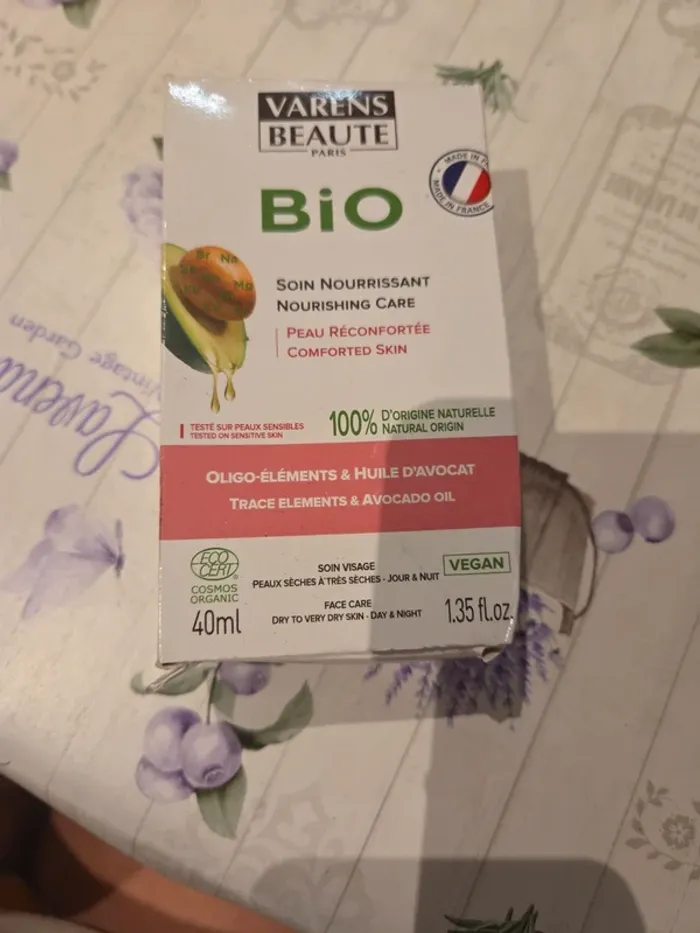 VARENS
BEAUTE
PARIS
MADE IN FRANCE
BiO
Br Na
Mg
SOIN NOURRISSANT
NOURISHING CARE
PEAU RÉCONFORTÉE
COMFORTED SKIN
TESTÉ SUR PEAUX SENSIBLES
TESTED ON SENSITIVE SKIN
100% D'ORIGINE NATURELLE
NATURAL ORIGIN
OLIGO-ÉLÉMENTS & HUILE D'AVOCAT
TRACE ELEMENTS & AVOCADO OIL
ECO
CERT
COSMOS
ORGANIC
SOIN VISAGE
PEAUX SÈCHES À TRÈS SÈCHES - JOUR & NUIT
VEGAN
FACE CARE
DRY TO VERY DRY SKIN - DAY & NIGHT
40ml
1.35 fl.oz.
Vintage Garden